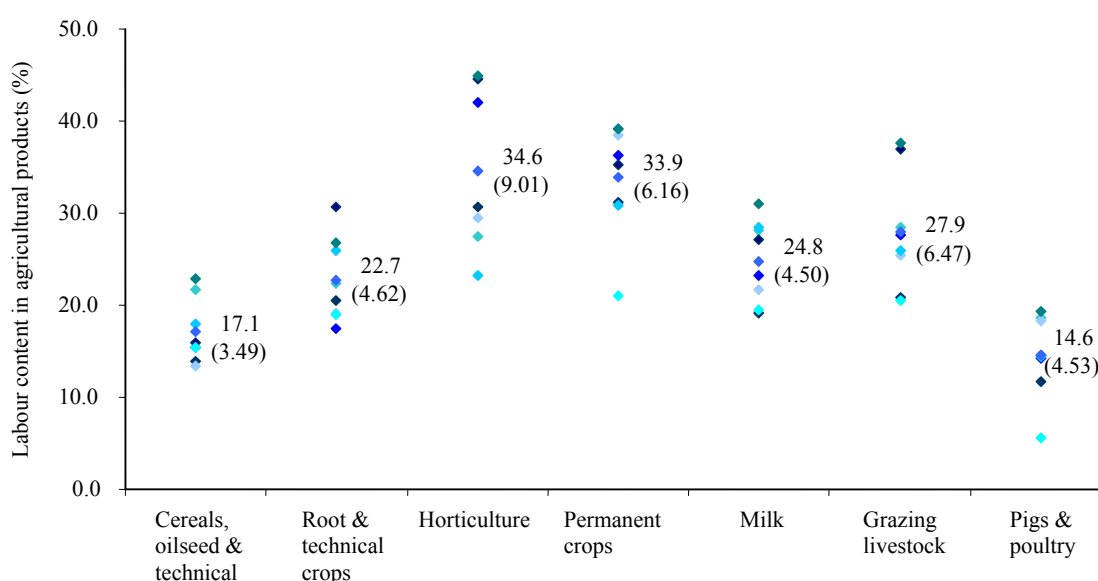 Labour content in agricultural products (%)
50.0
40.0
30.0
20.0
10.0
0.0
17.1
(3.49)
22.7
(4.62)
34.6
(9.01)
33.9
(6.16)
24.8
(4.50)
27.9
(6.47)
14.6
(4.53)
Cereals,
oilseed &
technical
Root &
technical
crops
Horticulture
Permanent
crops
Milk
Grazing
livestock
Pigs &
poultry